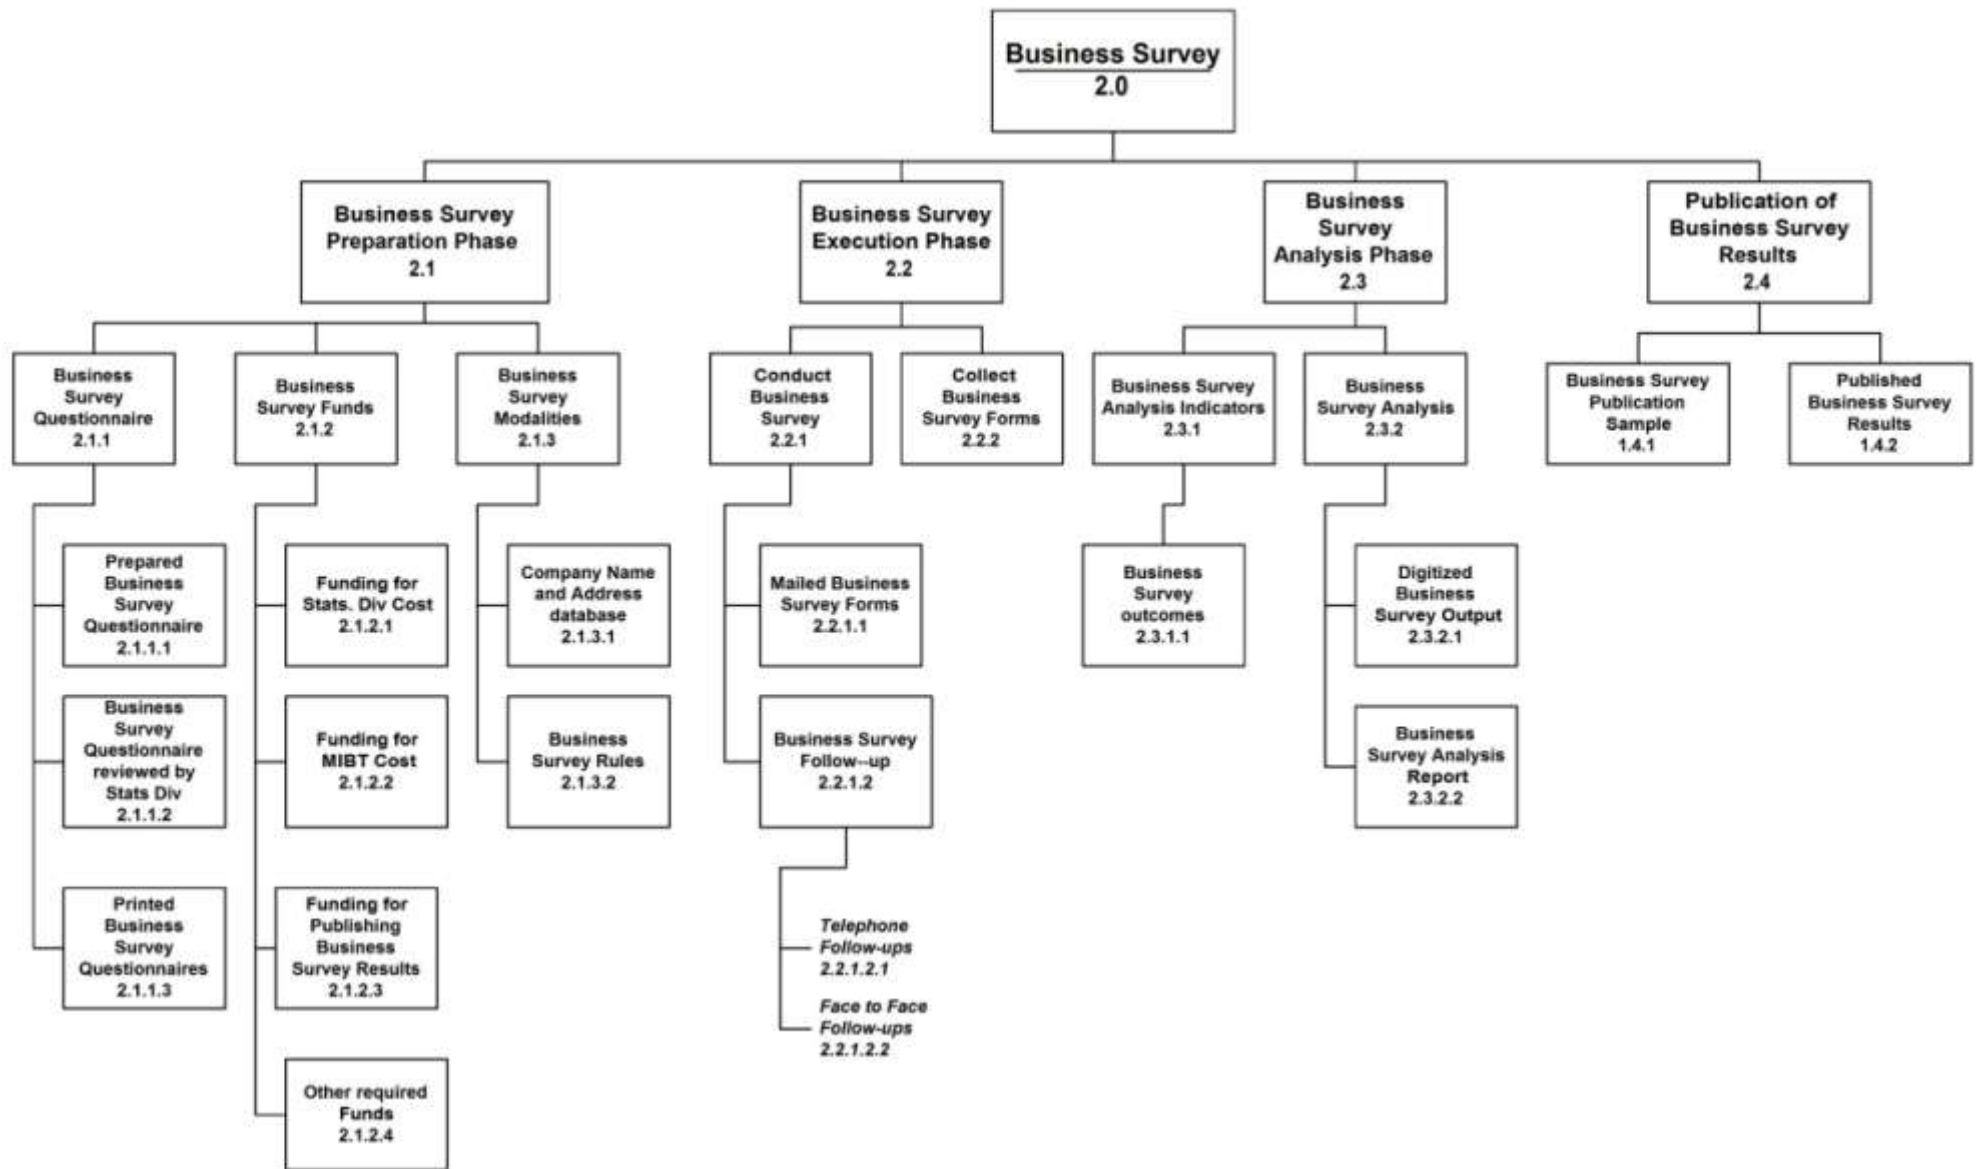 Business Survey
2.0
Business Survey
Preparation Phase
2.1
Business Survey
Execution Phase
2.2
Business
Survey
Analysis Phase
2.3
Publication of
Business Survey
Results
2.4
Business
Survey
Questionnaire
2.1.1
Business
Survey Funds
2.1.2
Business
Survey
Modalities
2.1.3
Conduct
Business
Survey
2.2.1
Collect
Business
Survey Forms
2.2.2
Business Survey
Analysis Indicators
2.3.1
Business
Survey Analysis
2.3.2
Business Survey
Publication
Sample
1.4.1
Published
Business Survey
Results
1.4.2
Prepared
Business
Survey
Questionnaire
2.1.1.1
Funding for
Stats. Div Cost
2.1.2.1
Company Name
and Address
database
2.1.3.1
Mailed Business
Survey Forms
2.2.1.1
Business
Survey
outcomes
2.3.1.1
Digitized
Business
Survey Output
2.3.2.1
Business
Survey
Questionnaire
reviewed by
Stats Div
2.1.1.2
Funding for
MIBT Cost
2.1.2.2
Business
Survey Rules
2.1.3.2
Business Survey
Follow--up
2.2.1.2
Business
Survey Analysis
Report
2.3.2.2
Printed
Business
Survey
Questionnaires
2.1.1.3
Funding for
Publishing
Business
Survey Results
2.1.2.3
Telephone
Follow-ups
2.2.1.2.1
Face to Face
Follow-ups
2.2.1.2.2
Other required
Funds
2.1.2.4